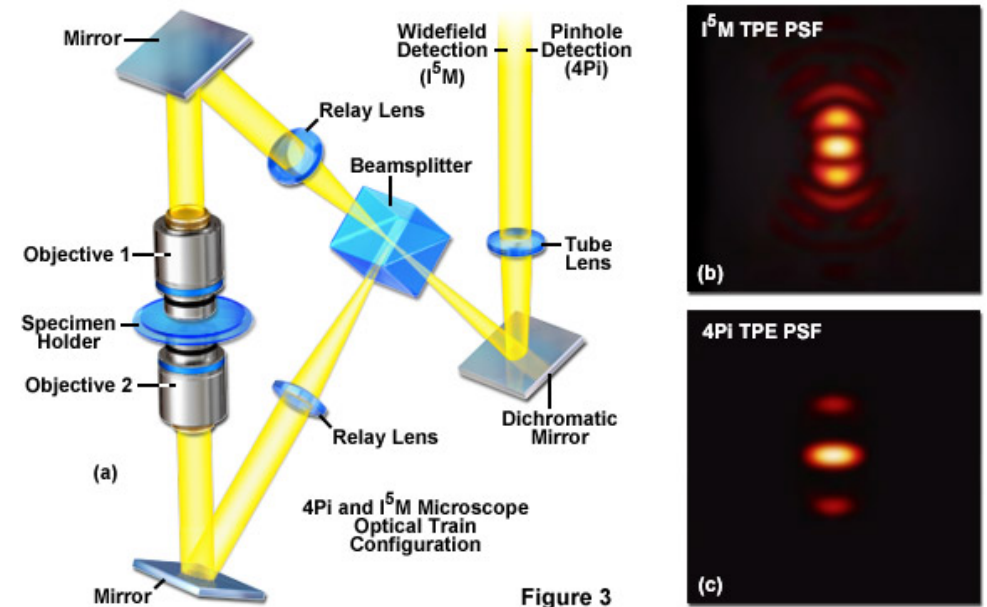 Mirror
Widefield
Detection
(I⁵M)
Pinhole
Detection
(4Pi)
Relay Lens
Beamsplitter
Objective 1
Tube
Lens
Specimen
Holder
Objective 2
Dichromatic
Mirror
Relay Lens
(a)
4Pi and I⁵M Microscope
Optical Train
Configuration
Mirror
Figure 3
I⁵M TPE PSF
(b)
4Pi TPE PSF
(c)